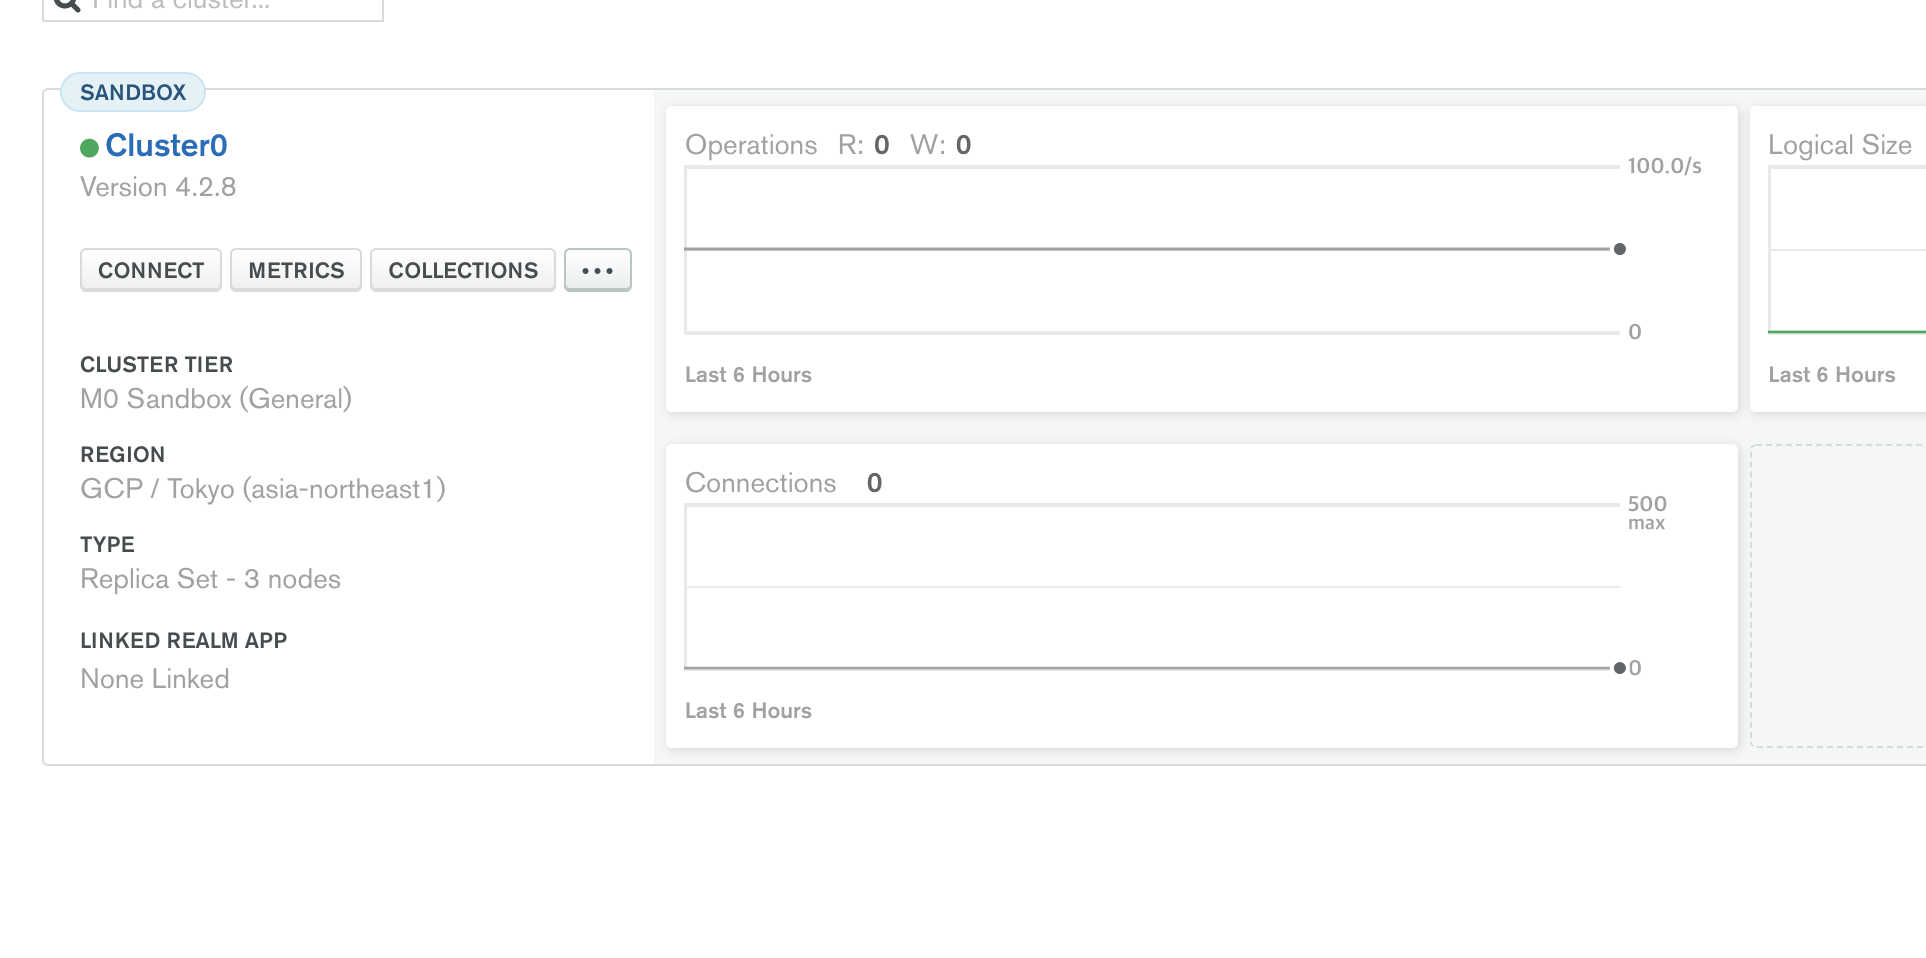 Find a cluster...
SANDBOX
Cluster0
Version 4.2.8
CONNECT METRICS COLLECTIONS ...
CLUSTER TIER
M0 Sandbox (General)
REGION
GCP / Tokyo (asia-northeast1)
TYPE
Replica Set - 3 nodes
LINKED REALM APP
None Linked
Operations R: 0 W: 0
100.0/s
0
Last 6 Hours
Logical Size
Last 6 Hours
Connections 0
500
max
0
Last 6 Hours